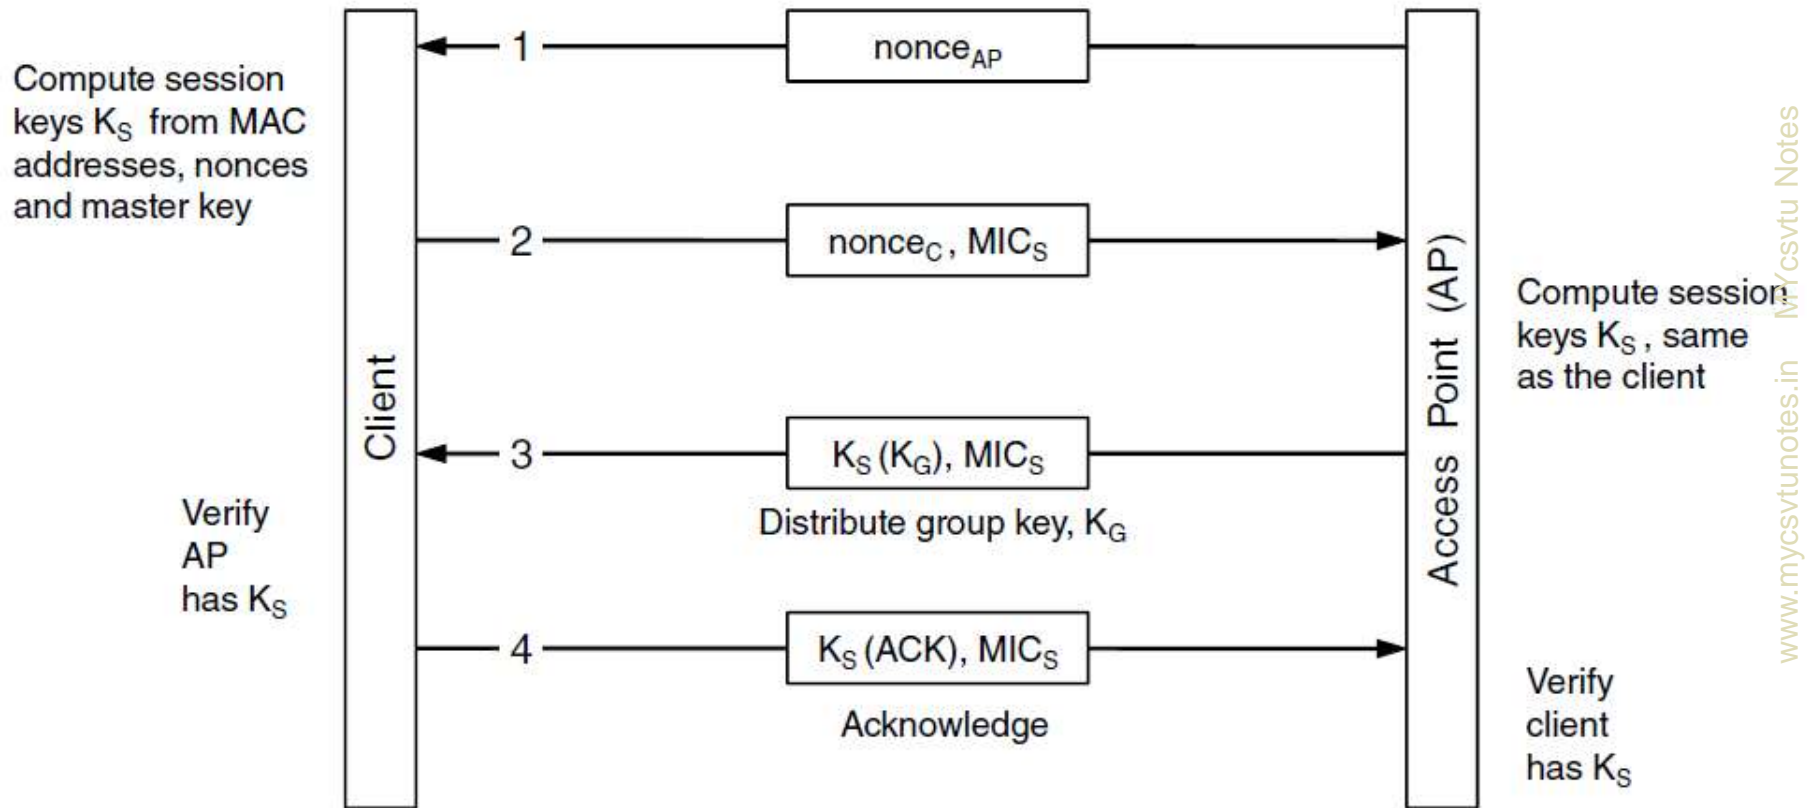 1
nonceAP
Compute session
keys KS from MAC
addresses, nonces
and master key
2
nonceC, MICS
Client
Access Point (AP)
Compute session
keys KS, same
as the client
3
KS (KG), MICS
Distribute group key, KG
Verify
AP
has KS
4
KS (ACK), MICS
Acknowledge
Verify
client
has KS
www.mycsvtunotes.in MYcsvtu Notes